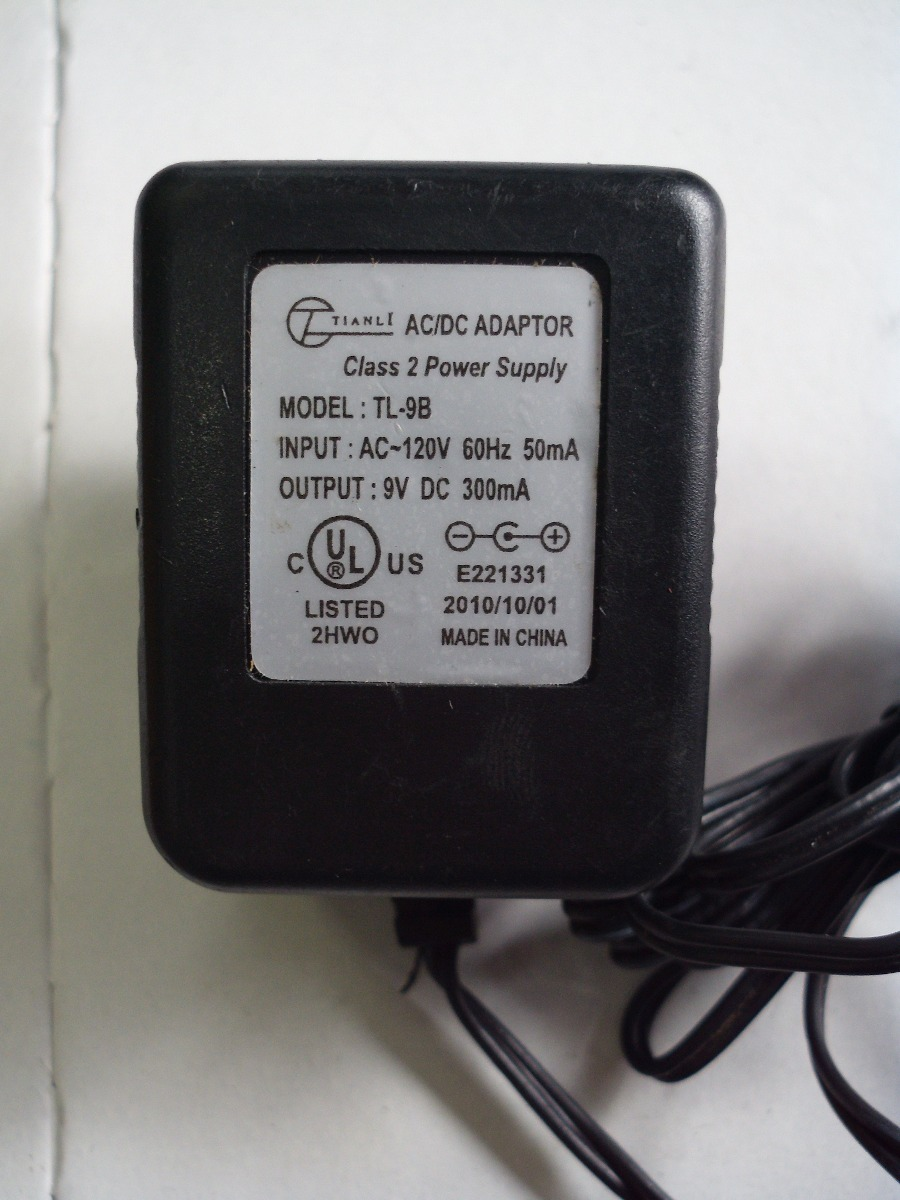 TIANLI AC/DC ADAPTOR
Class 2 Power Supply
MODEL : TL-9B
INPUT : AC~120V 60Hz 50mA
OUTPUT : 9V DC 300mA
C UL® US
LISTED
2HWO
E221331
2010/10/01
MADE IN CHINA